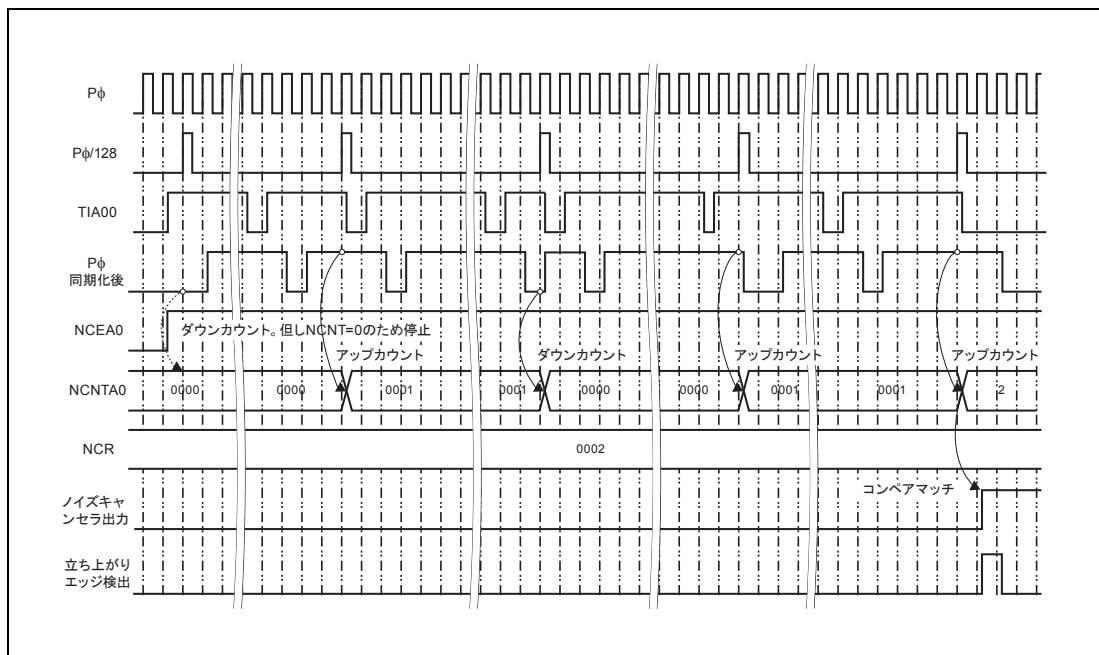 Pφ
Pφ/128
TIA00
Pφ
同期化後
NCEA0
ダウンカウント。但しNCNT=0のため停止
アップカウント
ダウンカウント
アップカウント
アップカウント
NCNTA0
0000
0000
0001
0001
0000
0000
0001
0001
2
NCR
0002
コンペアマッチ
ノイズキャ
ンセラ出力
立ち上がり
エッジ検出